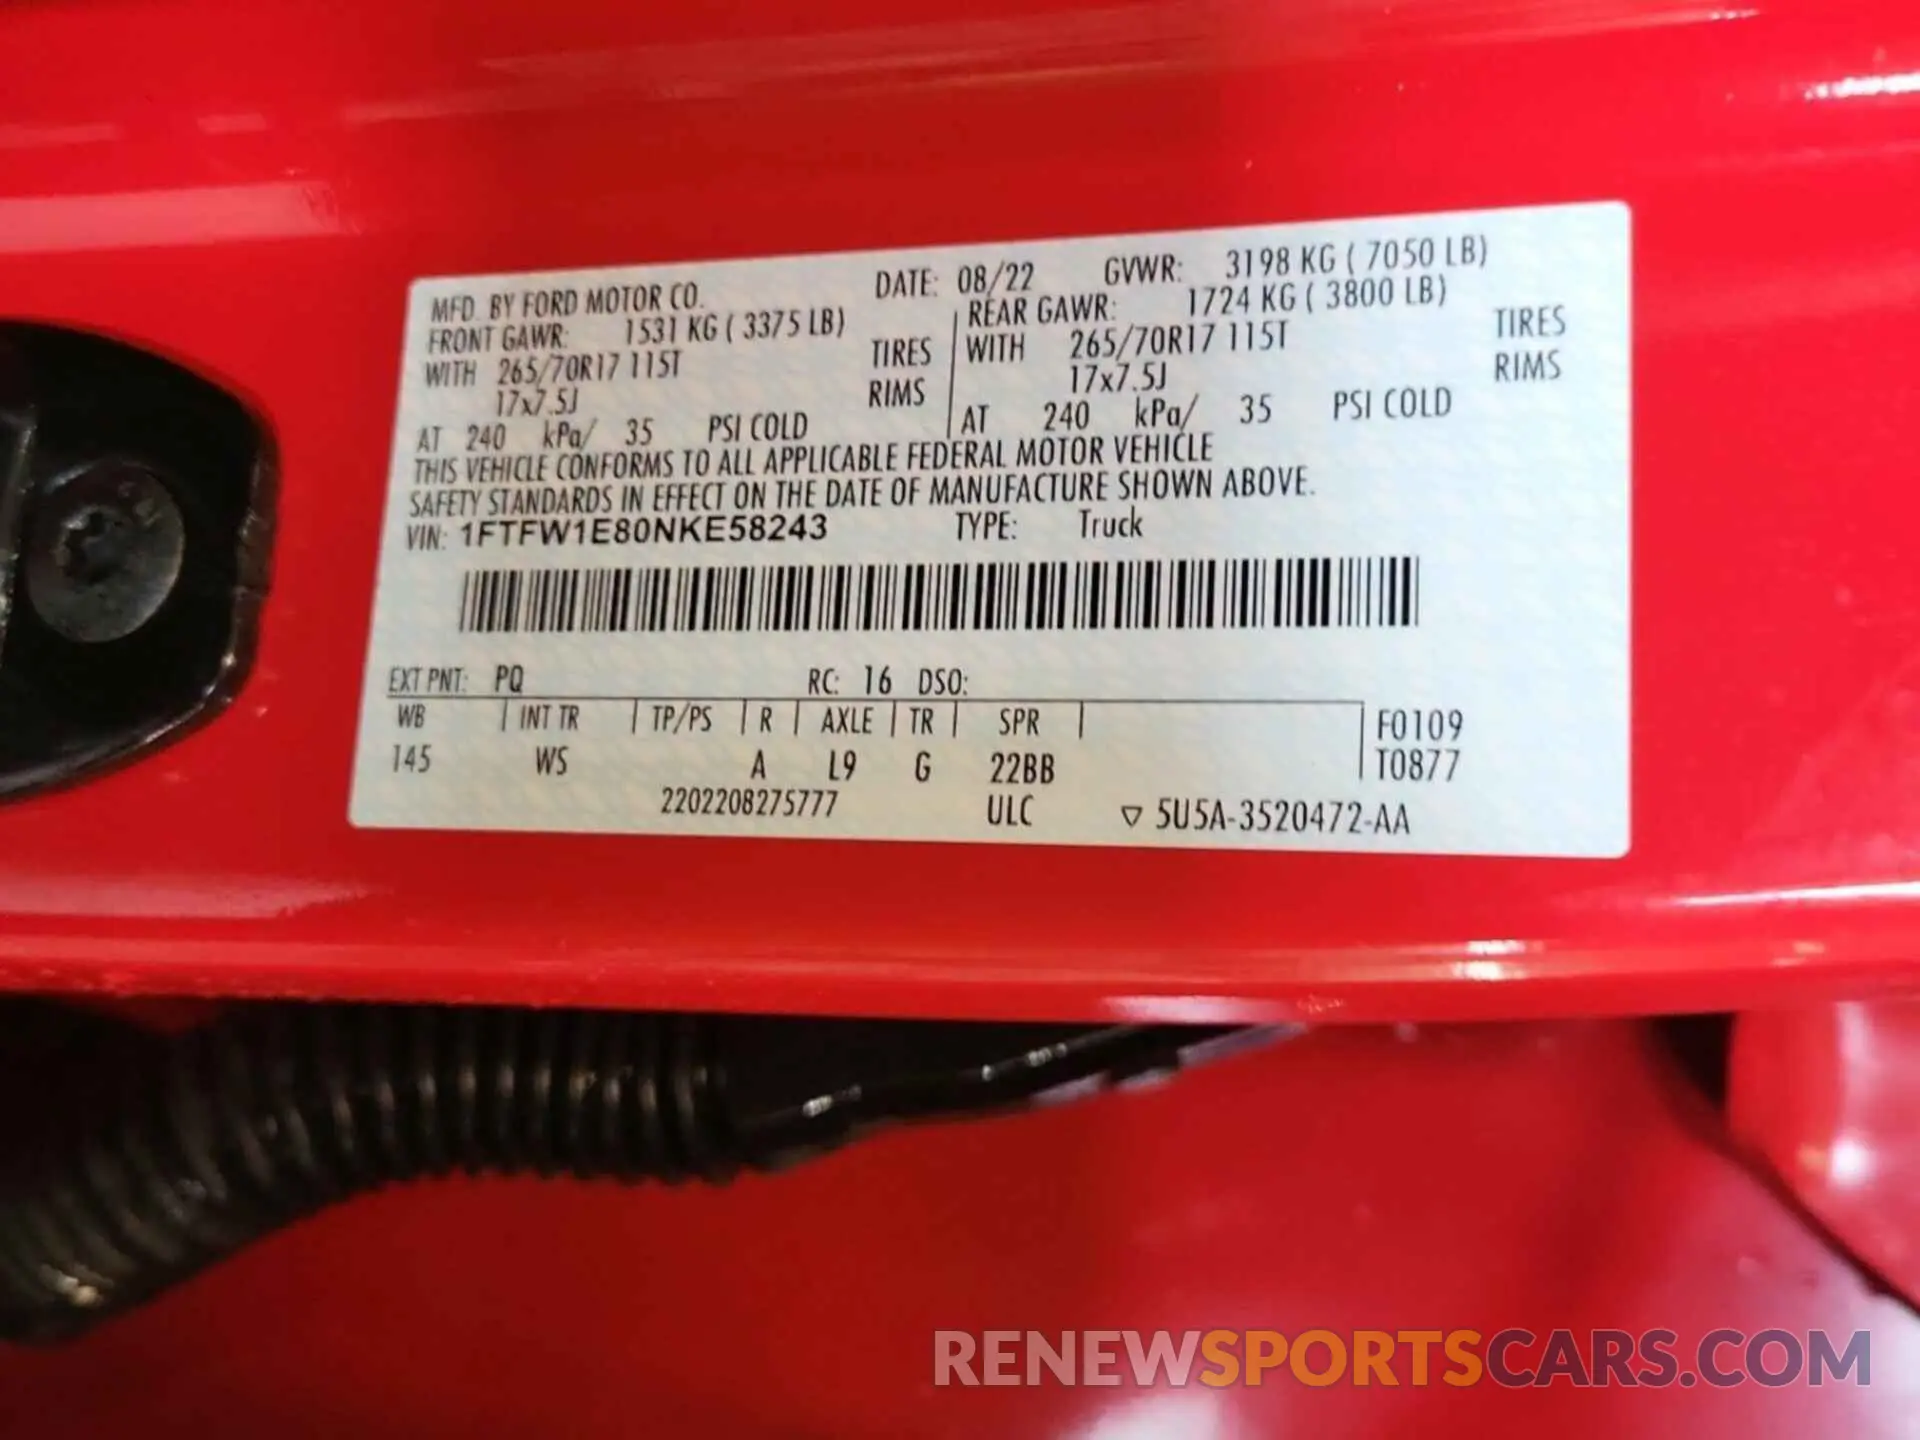 MFD. BY FORD MOTOR CO. DATE: 08/22 GVWR: 3198 KG ( 7050 LB)
FRONT GAWR: 1531 KG ( 3375 LB) REAR GAWR: 1724 KG ( 3800 LB)
WITH 265/70R17 115T TIRES WITH 265/70R17 115T TIRES
17x7.5J RIMS 17x7.5J RIMS
AT 240 kPa/ 35 PSI COLD AT 240 kPa/ 35 PSI COLD
THIS VEHICLE CONFORMS TO ALL APPLICABLE FEDERAL MOTOR VEHICLE
SAFETY STANDARDS IN EFFECT ON THE DATE OF MANUFACTURE SHOWN ABOVE.
VIN: 1FTFW1E80NKE58243 TYPE: Truck
EXT PNT: PQ RC: 16 DSO:
WB INT TR TP/PS R AXLE TR SPR F0109
145 WS A L9 G 22BB T0877
2202208275777 ULC ▽ 5U5A-3520472-AA
RENEWSPORTSCARS.COM